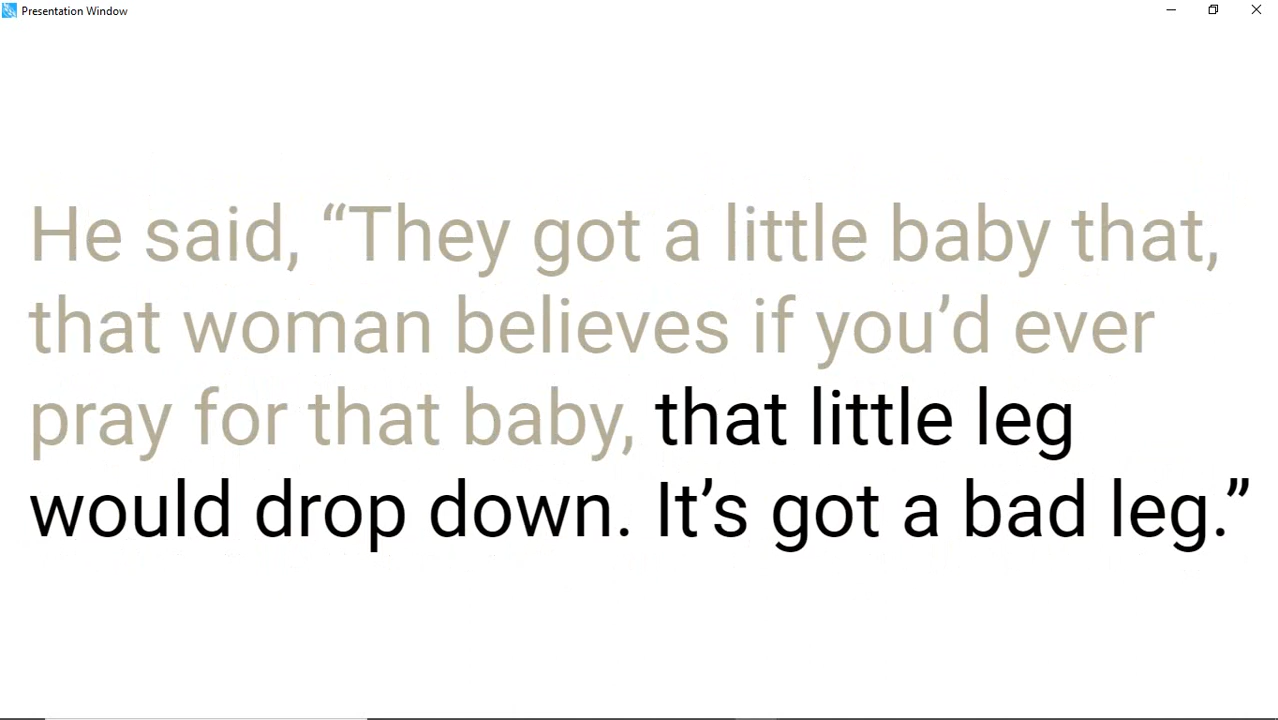 Presentation Window
He said, “They got a little baby that,
that woman believes if you’d ever
pray for that baby, that little leg
would drop down. It’s got a bad leg.”